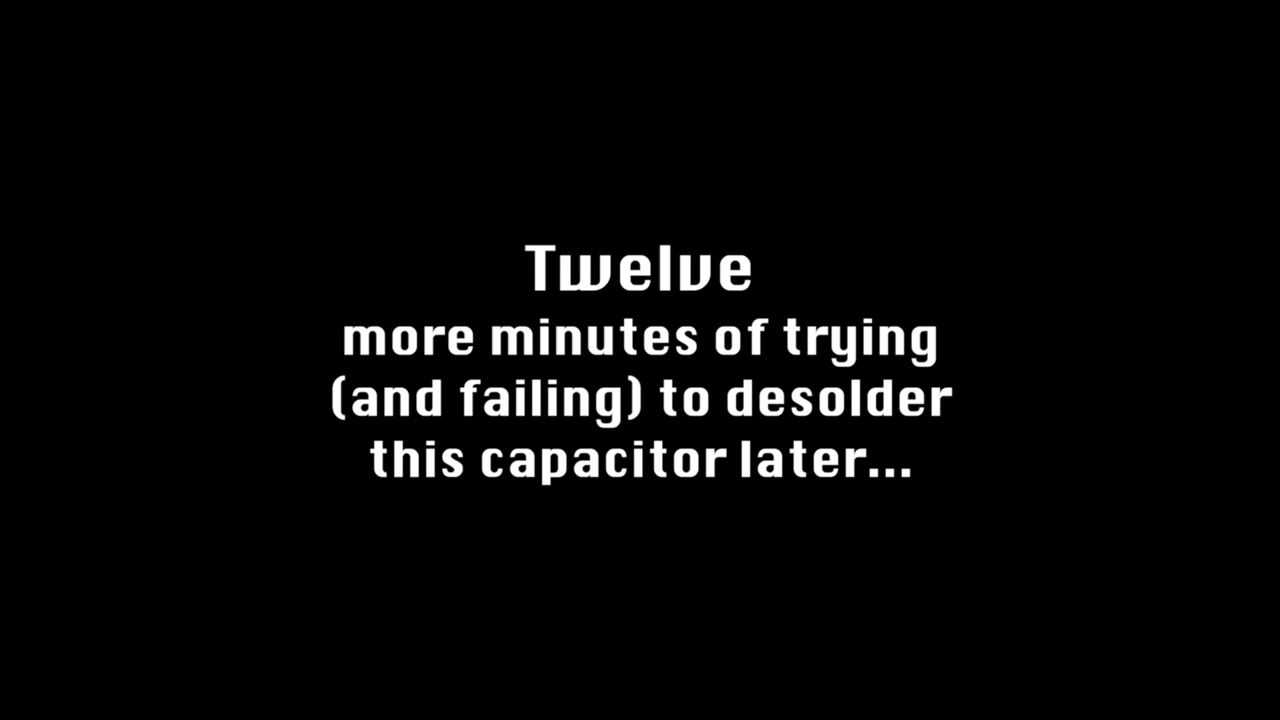 Twelve
more minutes of trying
(and failing) to desolder
this capacitor later...